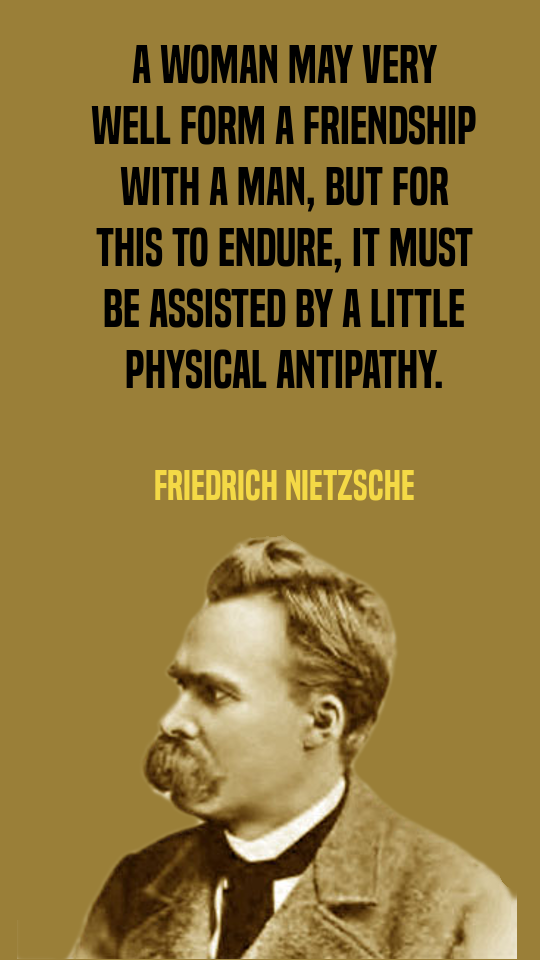 A WOMAN MAY VERY
WELL FORM A FRIENDSHIP
WITH A MAN, BUT FOR
THIS TO ENDURE, IT MUST
BE ASSISTED BY A LITTLE
PHYSICAL ANTIPATHY.
FRIEDRICH NIETZSCHE